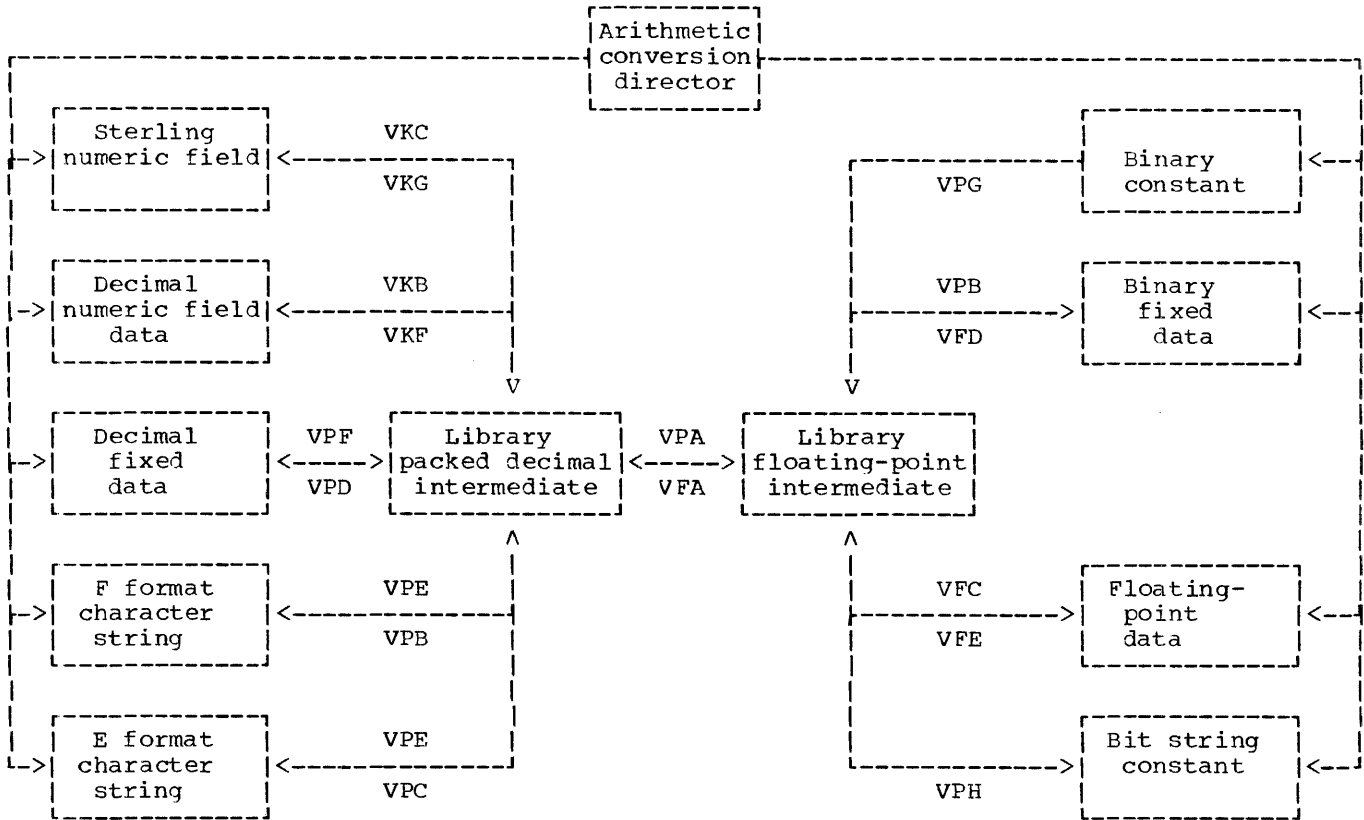 Arithmetic
conversion
director
Sterling
numeric field
VKC
VKG
Binary
constant
VPG
Decimal
numeric field
data
VKB
VKF
Binary
fixed
data
VPB
VFD
V
V
Decimal
fixed
data
VPF
VPD
Library
packed decimal
intermediate
VPA
VFA
Library
floating-point
intermediate
F format
character
string
VPE
VPB
VFC
VFE
Floating-
point
data
E format
character
string
VPE
VPC
VPH
Bit string
constant